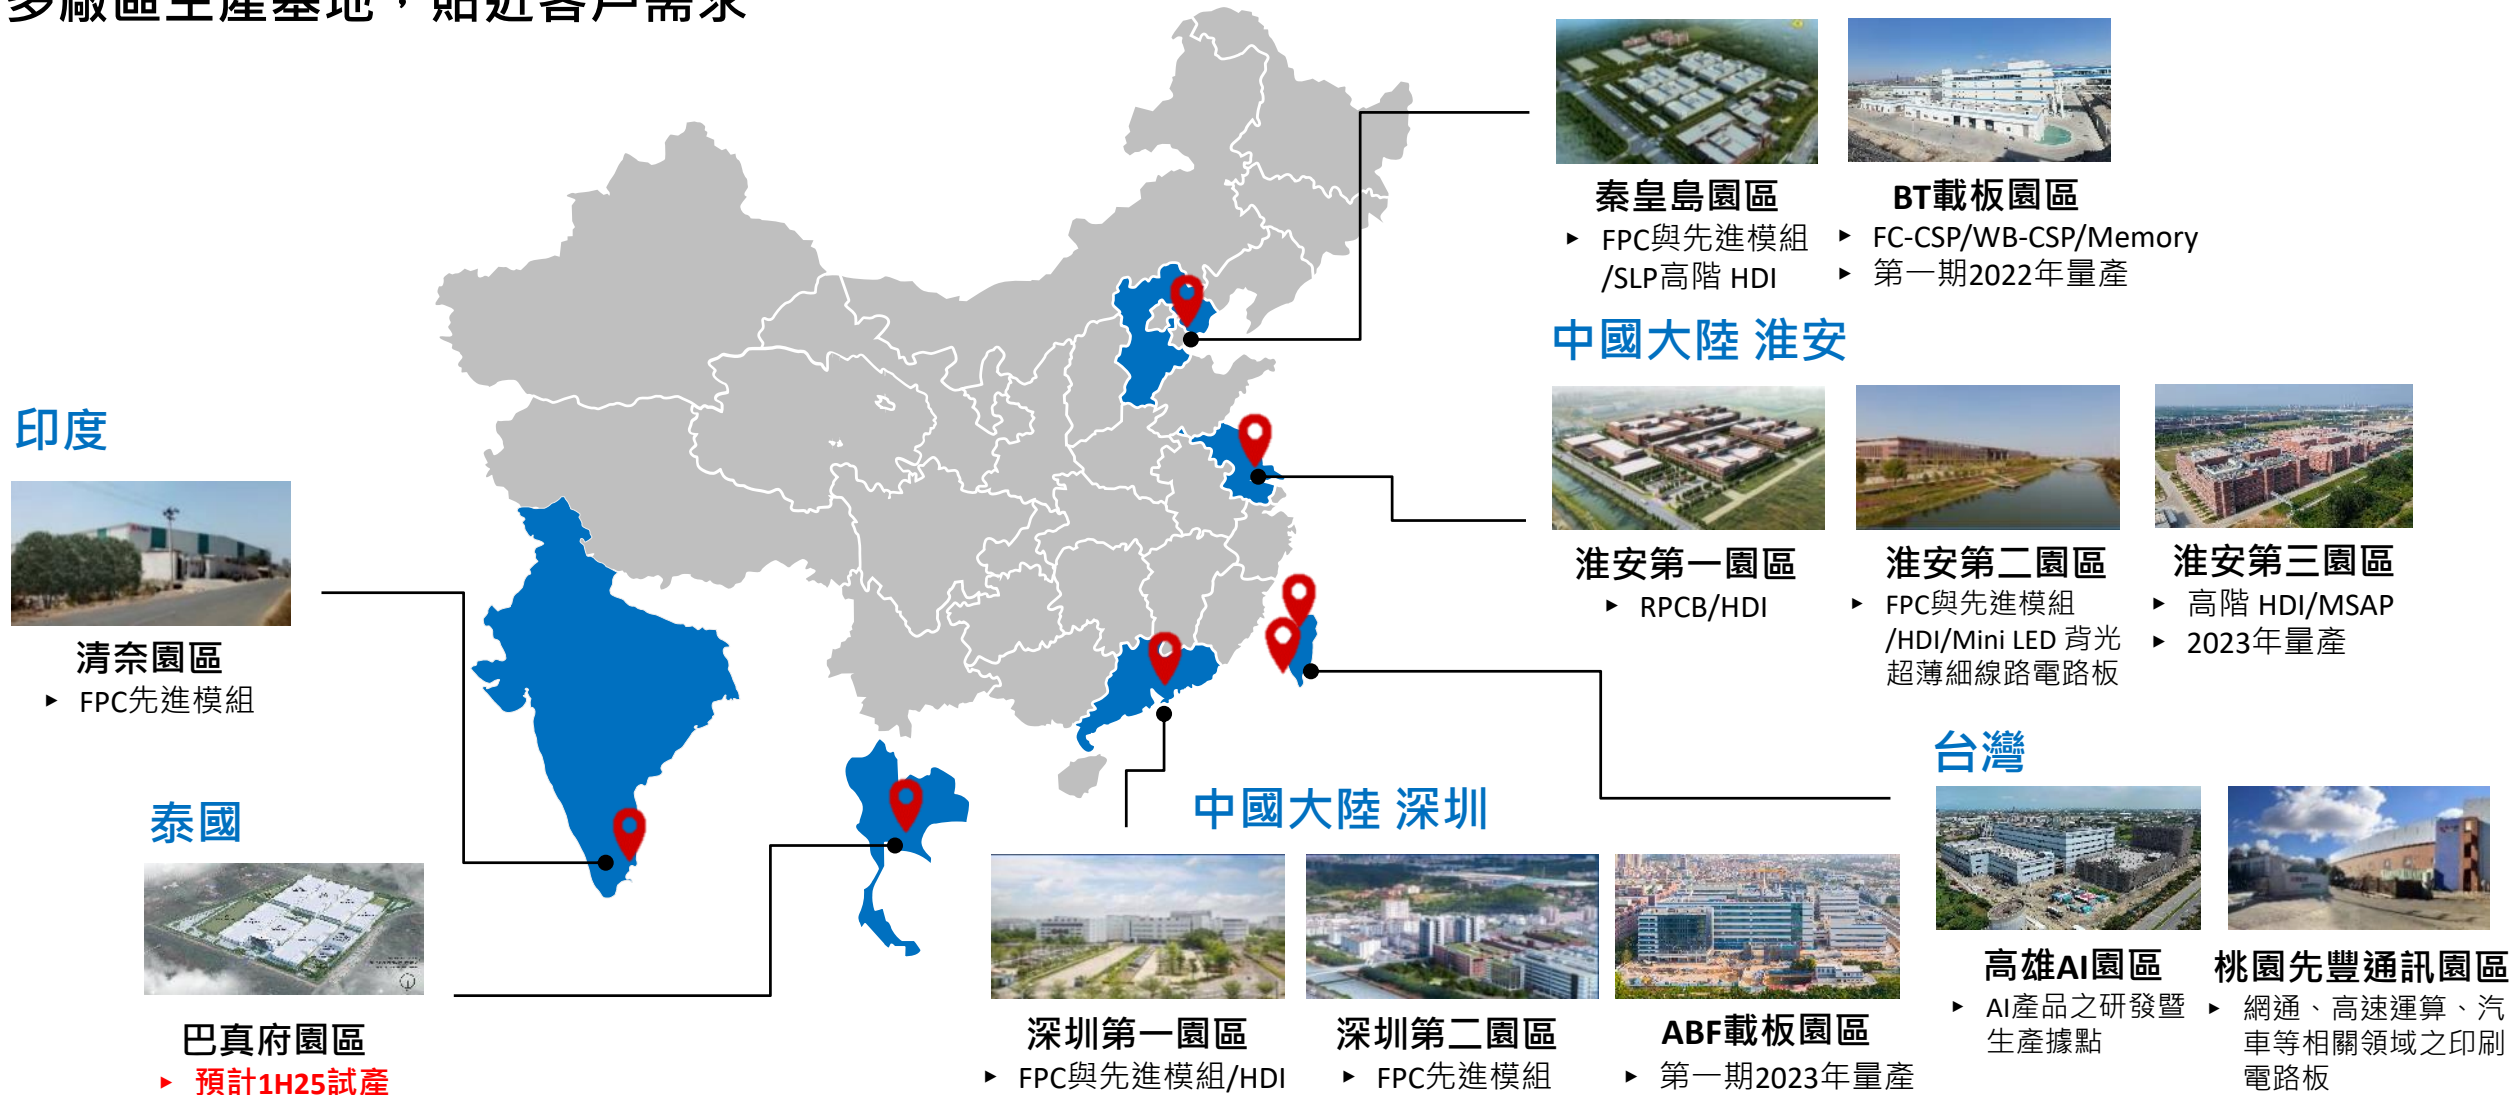 多廠區生產基地，貼近客戶需求
秦皇島園區
▸ FPC與先進模組
/SLP高階 HDI
BT載板園區
▸ FC-CSP/WB-CSP/Memory
▸ 第一期2022年量產
中國大陸 淮安
淮安第一園區
▸ RPCB/HDI
淮安第二園區
▸ FPC與先進模組
/HDI/Mini LED 背光
超薄細線路電路板
淮安第三園區
▸ 高階 HDI/MSAP
▸ 2023年量產
印度
清奈園區
▸ FPC先進模組
泰國
巴真府園區
▸ 預計1H25試產
中國大陸 深圳
深圳第一園區
▸ FPC與先進模組/HDI
深圳第二園區
▸ FPC先進模組
ABF載板園區
▸ 第一期2023年量產
台灣
高雄AI園區
▸ AI產品之研發暨
生產據點
桃園先豐通訊園區
▸ 網通、高速運算、汽
車等相關領域之印刷
電路板